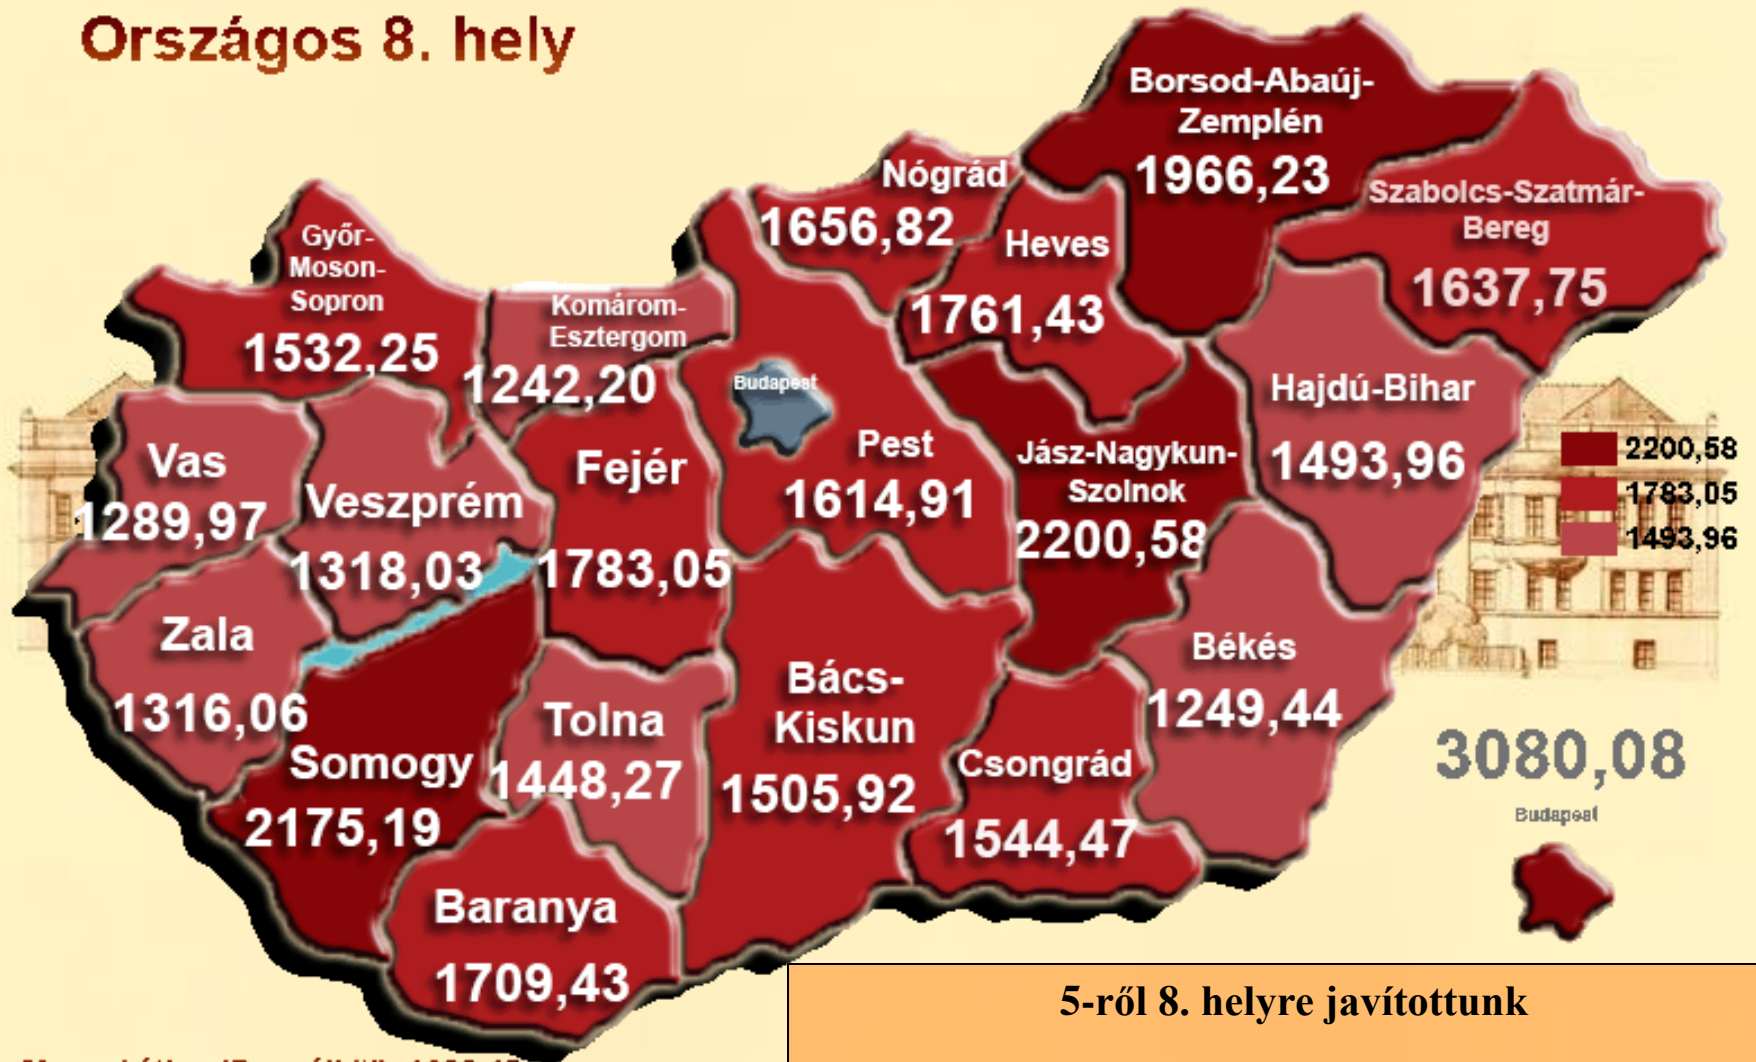 Országos 8. hely
Borsod-Abaúj-
Zemplén
1966,23
Nógrád
1656,82
Szabolcs-Szatmár-
Bereg
1637,75
Heves
1761,43
Győr-
Moson-
Sopron
1532,25
Komárom-
Esztergom
1242,20
Budapest
Hajdú-Bihar
1493,96
Vas
1289,97
Veszprém
1318,03
Fejér
1783,05
Pest
1614,91
Jász-Nagykun-
Szolnok
2200,58
2200,58
1783,05
1493,96
Zala
1316,06
Somogy
2175,19
Tolna
1448,27
Bács-
Kiskun
1505,92
Csongrád
1544,47
Békés
1249,44
3080,08
Budapest
Baranya
1709,43
5-ről 8. helyre javítottunk